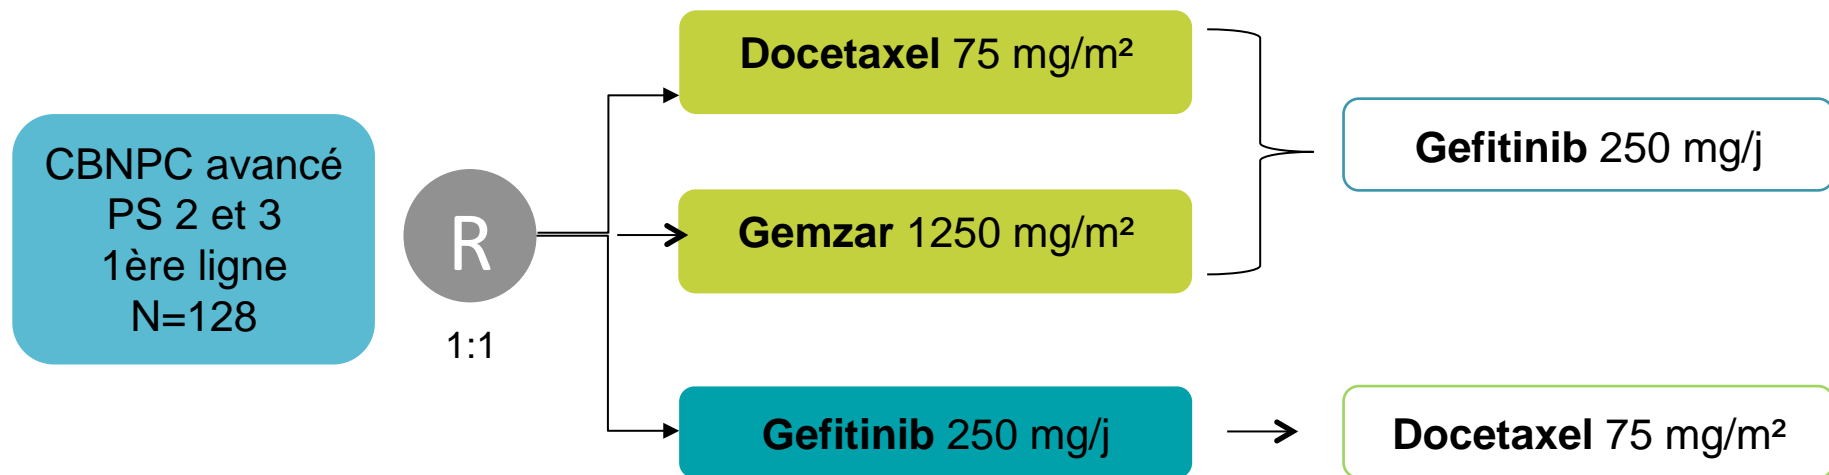 CBNPC avancé
PS 2 et 3
1ère ligne
N=128
R
1:1
Docetaxel 75 mg/m²
Gemzar 1250 mg/m²
Gefitinib 250 mg/j
Gefitinib 250 mg/j
Docetaxel 75 mg/m²